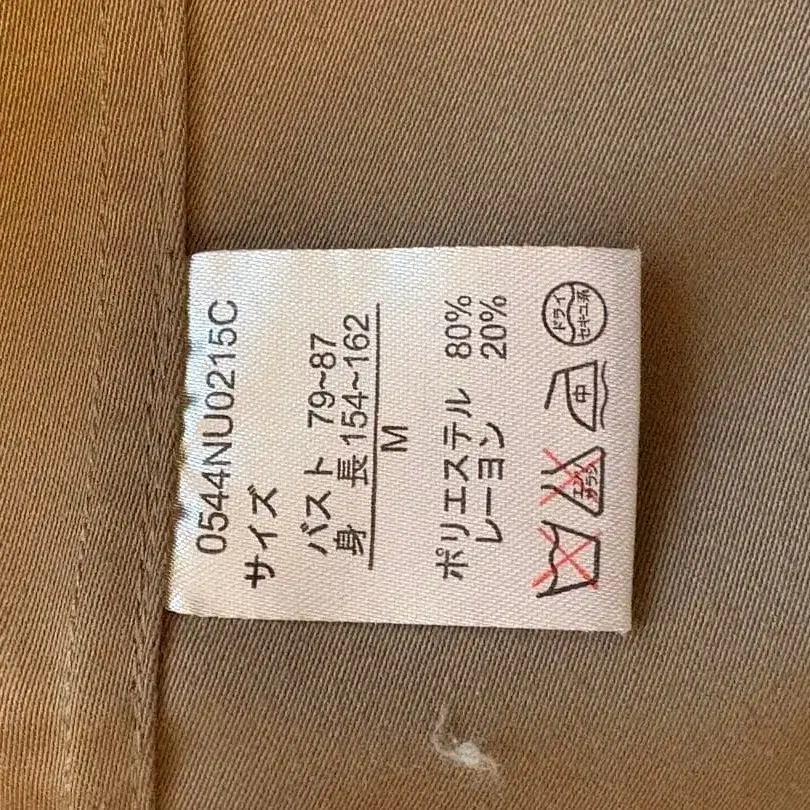 0544NU0215C
サイズ
バスト 79~87
身 長 154~162
M
ポリエステル 80%
レーヨン 20%
エンソ サラシ
中
ドライ
セキユ系